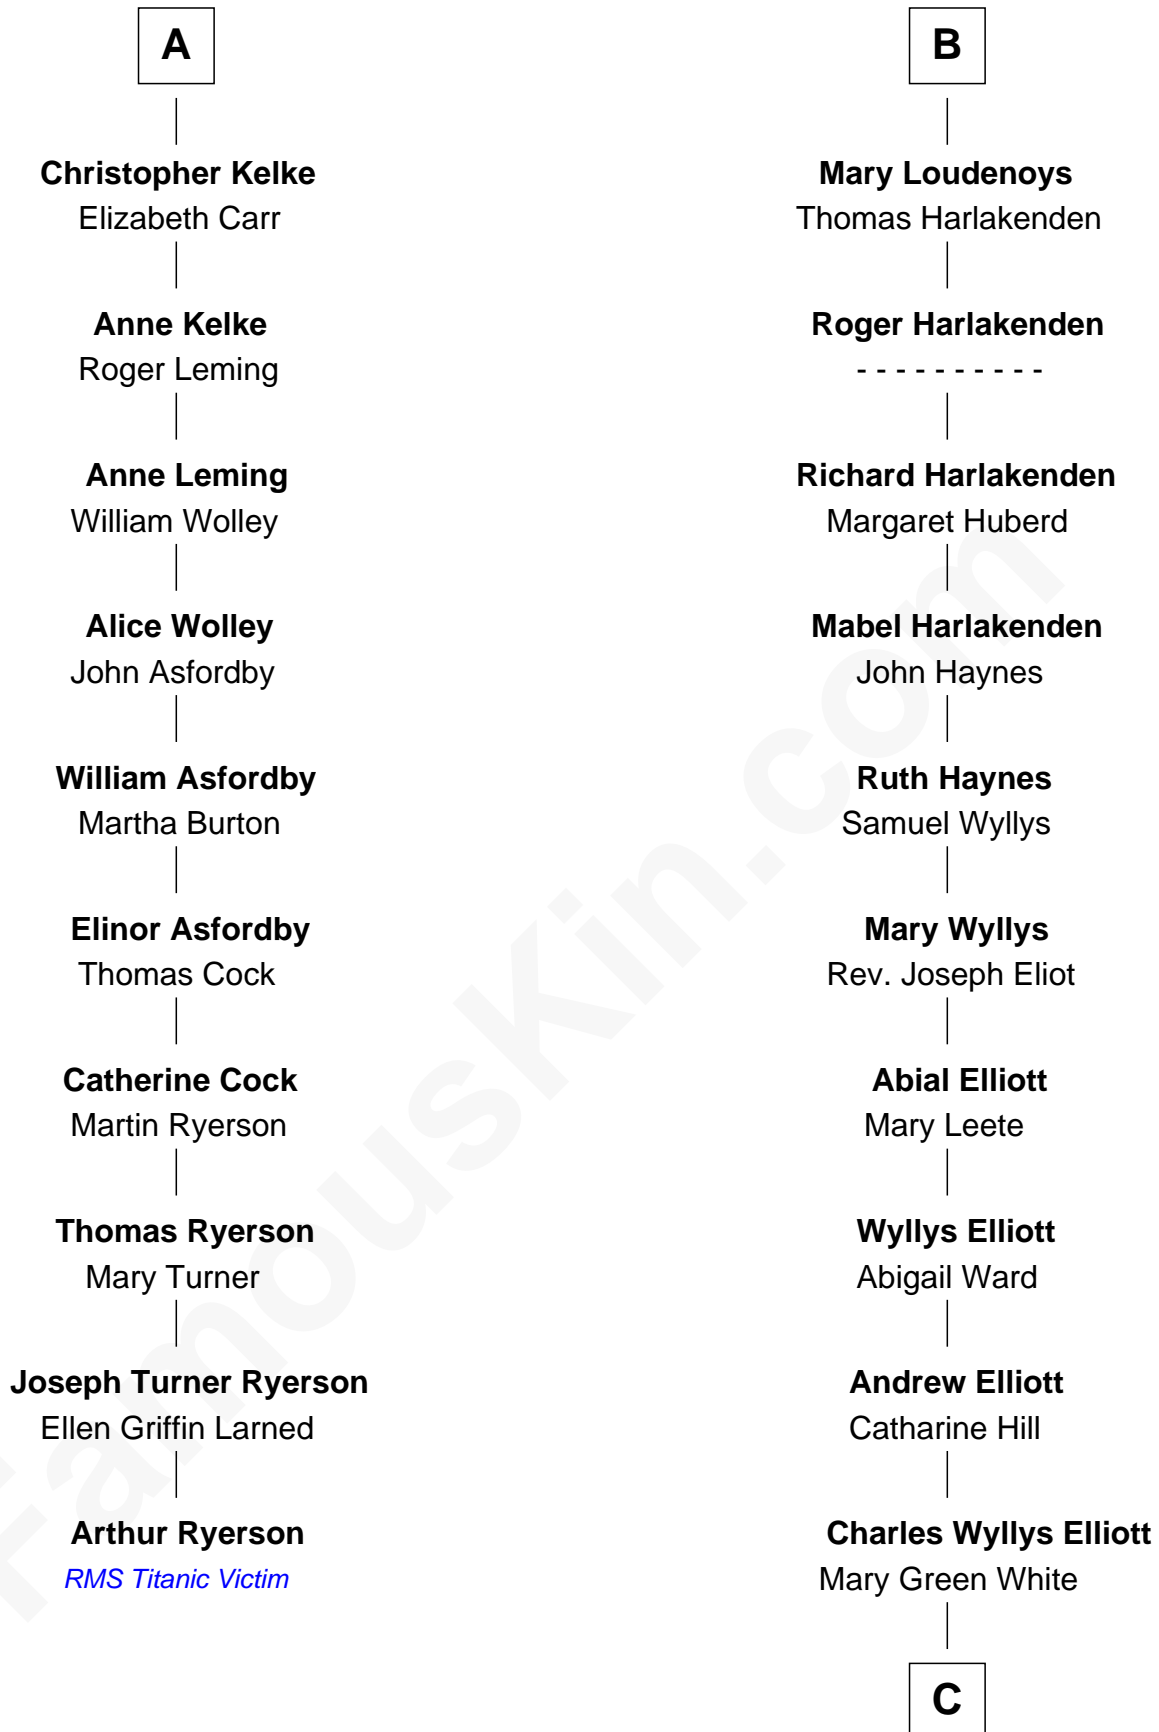 A
Christopher Kelke
Elizabeth Carr
Anne Kelke
Roger Leming
Anne Leming
William Wolley
Alice Wolley
John Asfordby
William Asfordby
Martha Burton
Elinor Asfordby
Thomas Cock
Catherine Cock
Martin Ryerson
Thomas Ryerson
Mary Turner
Joseph Turner Ryerson
Ellen Griffin Larned
Arthur Ryerson
RMS Titanic Victim
B
Mary Loudenoys
Thomas Harlakenden
Roger Harlakenden
- - - - - - - - - -
Richard Harlakenden
Margaret Huberd
Mabel Harlakenden
John Haynes
Ruth Haynes
Samuel Wyllys
Mary Wyllys
Rev. Joseph Eliot
Abial Elliott
Mary Leete
Wyllys Elliott
Abigail Ward
Andrew Elliott
Catharine Hill
Charles Wyllys Elliott
Mary Green White
C
FamousKin.com